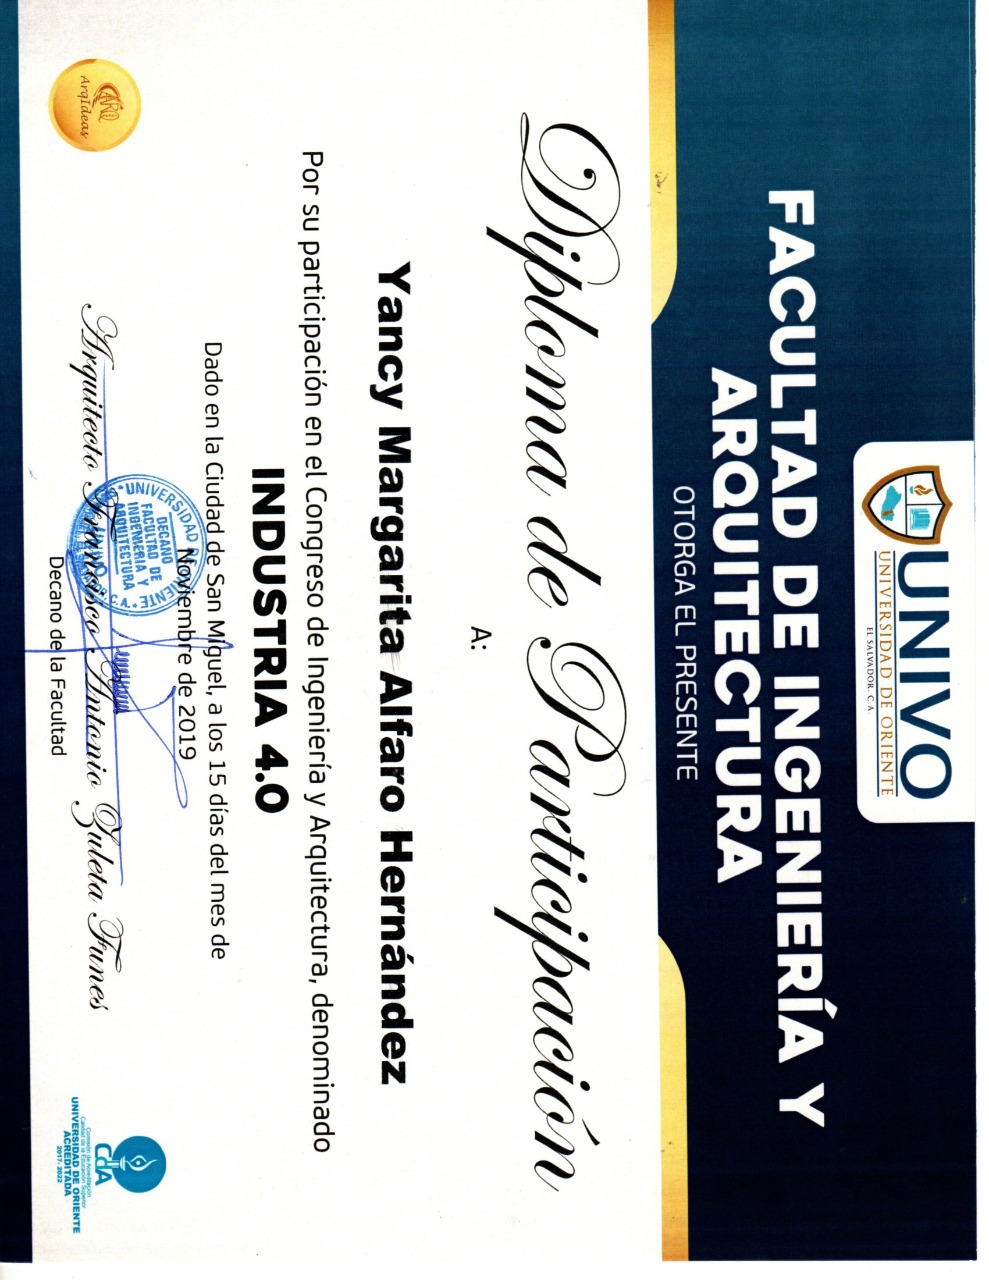 UNIVO
UNIVERSIDAD DE ORIENTE
EL SALVADOR. C.A.
FACULTAD DE INGENIERÍA Y
ARQUITECTURA
OTORGA EL PRESENTE
Diploma de Participación
A:
Yancy Margarita Alfaro Hernández
Por su participación en el Congreso de Ingeniería y Arquitectura, denominado
INDUSTRIA 4.0
Dado en la Ciudad de San Miguel, a los 15 días del mes de
Noviembre de 2019
UNIVERSIDAD DE ORIENTE
DECANO
FACULTAD DE
INGENIERIA Y
ARQUITECTURA
UNIVO
Arquitecto Francisco Antonio Zuleta Funes
Decano de la Facultad
ARQ
ArqIdeas
CdA
Comisión de Acreditación
Calidad de la Educación Superior
UNIVERSIDAD DE ORIENTE
ACREDITADA
2017- 2022